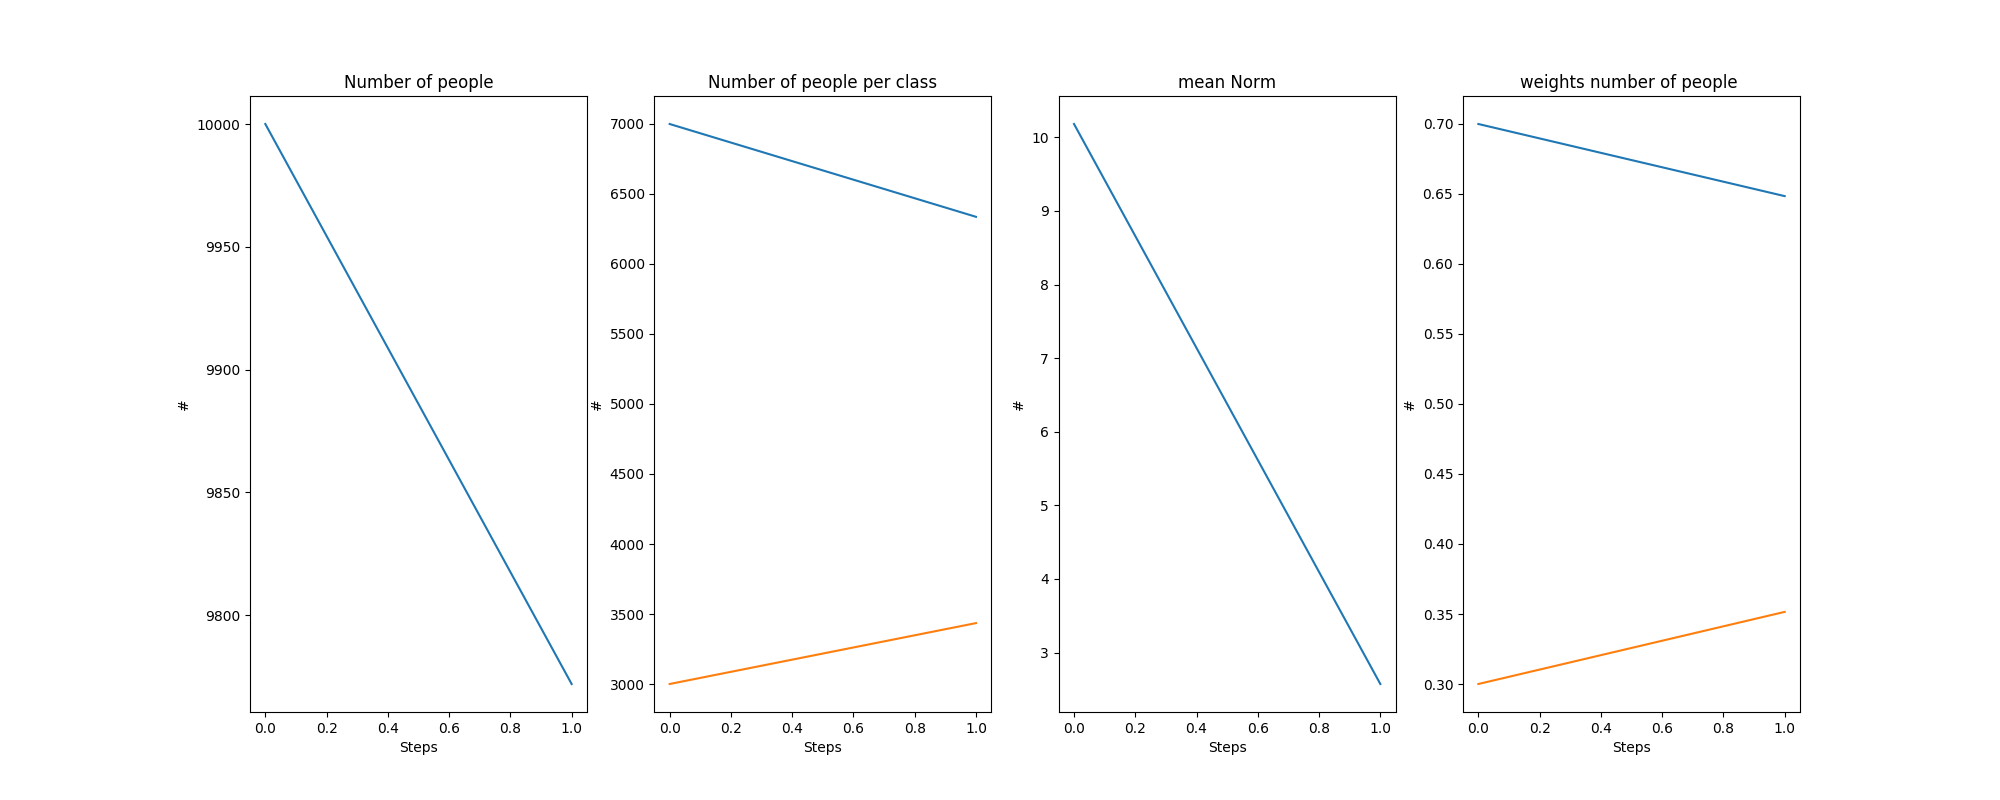 Number of people
10000
9950
9900
9850
9800
#
0.0 0.2 0.4 0.6 0.8 1.0
Steps
Number of people per class
7000
6500
6000
5500
5000
4500
4000
3500
3000
#
0.0 0.2 0.4 0.6 0.8 1.0
Steps
mean Norm
10
9
8
7
6
5
4
3
#
0.0 0.2 0.4 0.6 0.8 1.0
Steps
weights number of people
0.70
0.65
0.60
0.55
0.50
0.45
0.40
0.35
0.30
#
0.0 0.2 0.4 0.6 0.8 1.0
Steps